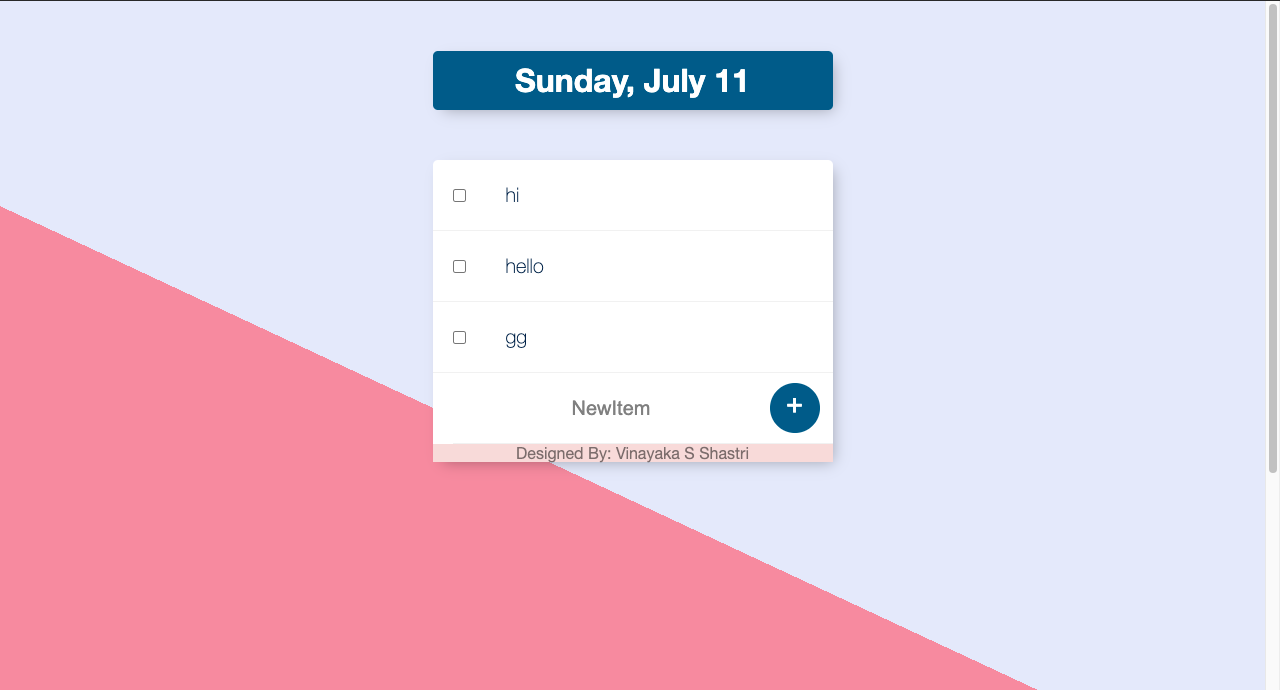 Sunday, July 11
hi
hello
gg
NewItem
+
Designed By: Vinayaka S Shastri